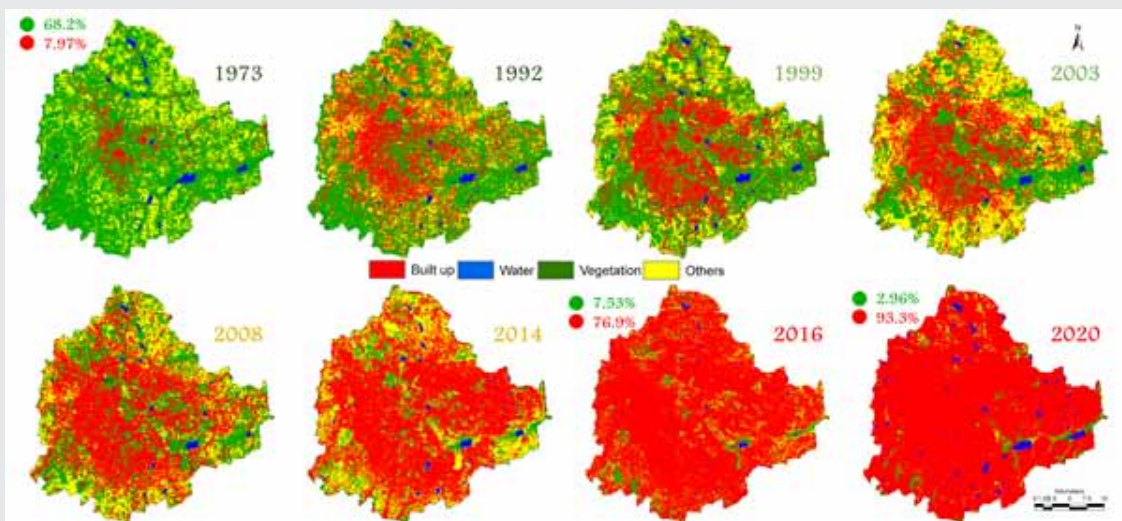 68.2%
7.97%
1973
1992
1999
N
2003
Built up
Water
Vegetation
Others
2008
2014
7.53%
76.9%
2016
2.96%
93.3%
2020
Kilometers